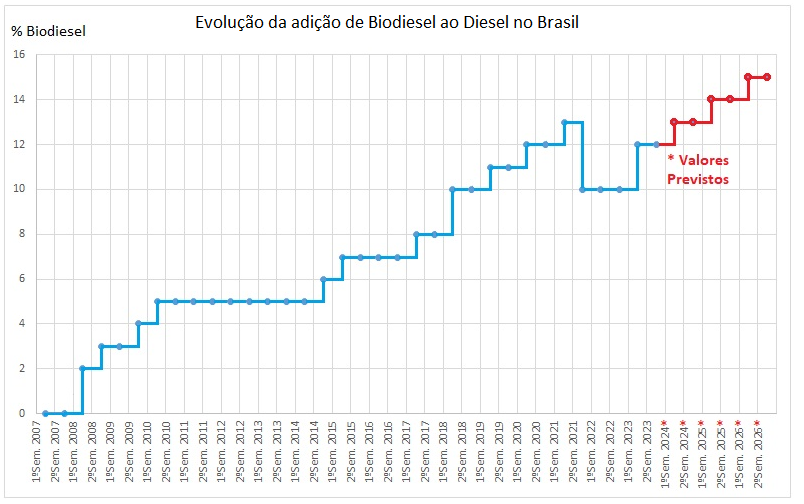 Evolução da adição de Biodiesel ao Diesel no Brasil
% Biodiesel
16
14
12
10
8
6
4
2
0
* Valores
Previstos
1ºSem. 2007
2ºSem. 2007
1ºSem. 2008
2ºSem. 2008
1ºSem. 2009
2ºSem. 2009
1ºSem. 2010
2ºSem. 2010
1ºSem. 2011
2ºSem. 2011
1ºSem. 2012
2ºSem. 2012
1ºSem. 2013
2ºSem. 2013
1ºSem. 2014
2ºSem. 2014
1ºSem. 2015
2ºSem. 2015
1ºSem. 2016
2ºSem. 2016
1ºSem. 2017
2ºSem. 2017
1ºSem. 2018
2ºSem. 2018
1ºSem. 2019
2ºSem. 2019
1ºSem. 2020
2ºSem. 2020
1ºSem. 2021
2ºSem. 2021
1ºSem. 2022
2ºSem. 2022
1ºSem. 2023
2ºSem. 2023
1ºSem. 2024*
2ºSem. 2024*
1ºSem. 2025*
2ºSem. 2025*
1ºSem. 2026*
2ºSem. 2026*